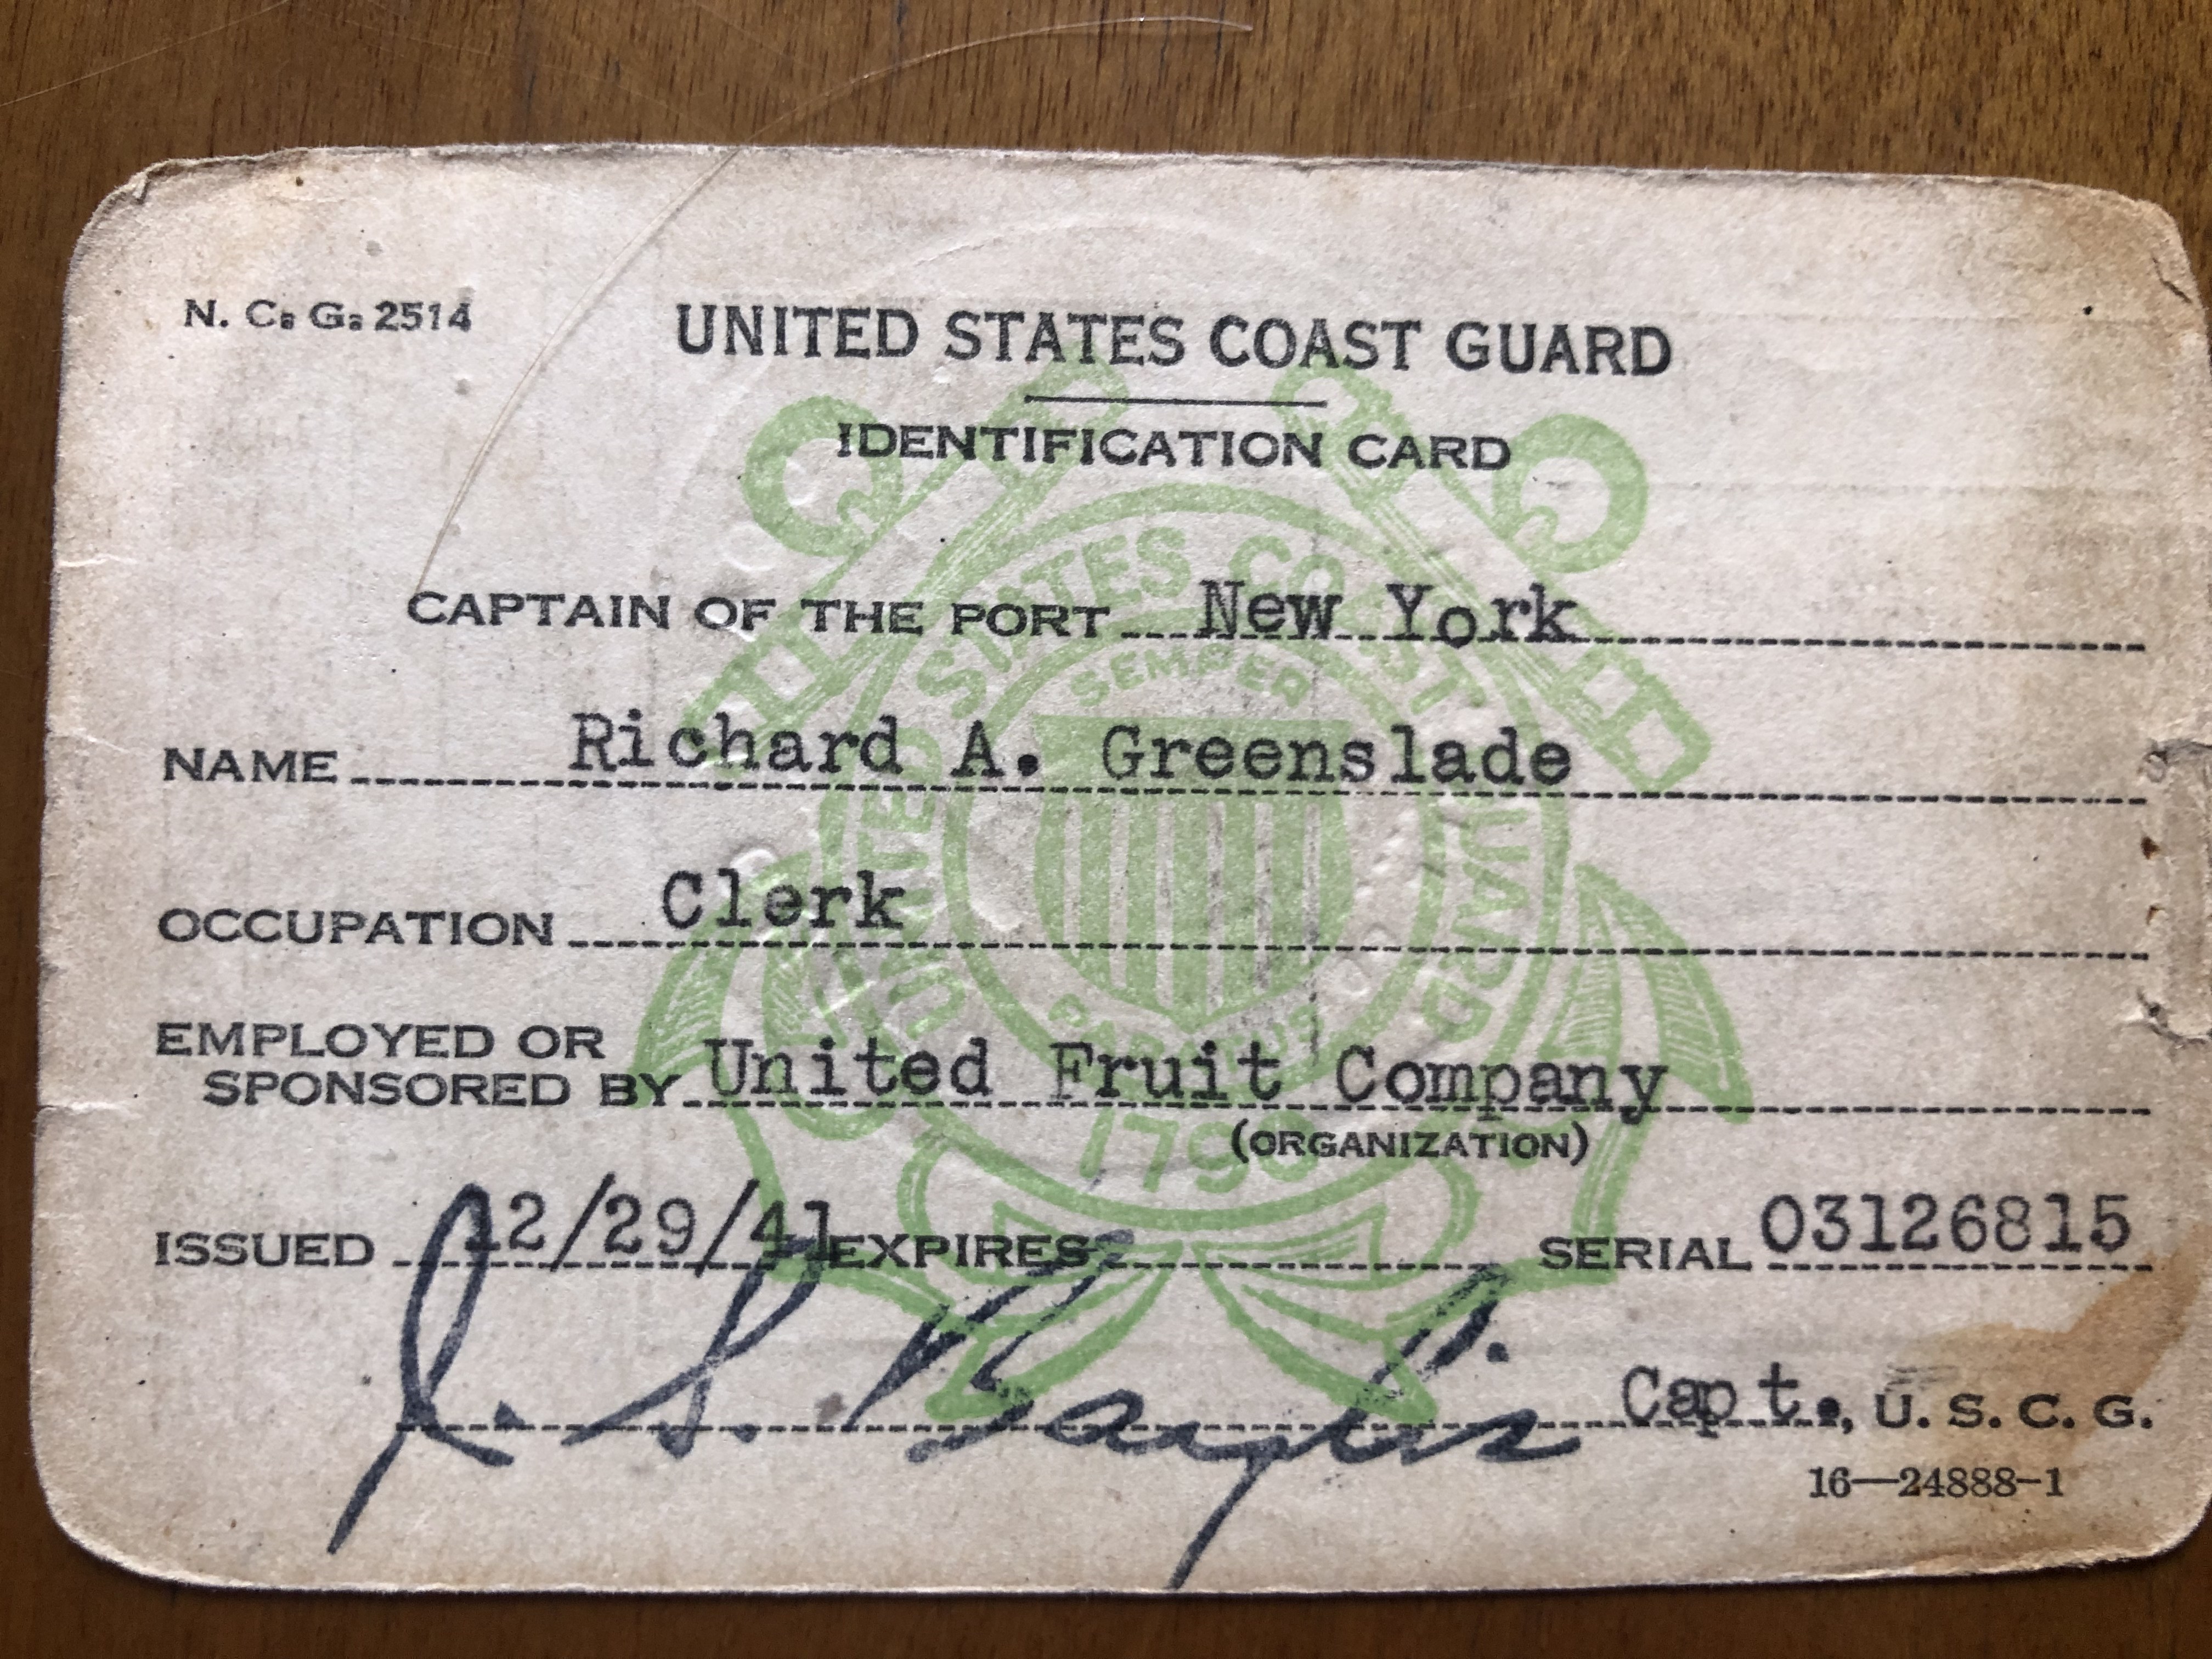 N. C. G. 2514
UNITED STATES COAST GUARD
IDENTIFICATION CARD
CAPTAIN OF THE PORT New York
NAME Richard A. Greenslade
OCCUPATION Clerk
EMPLOYED OR
SPONSORED BY United Fruit Company
(ORGANIZATION)
ISSUED 12/29/41 EXPIRES SERIAL 03126815
Capt., U. S. C. G.
16—24888-1
UNITED STATES COAST GUARD
SEMPER
PARATUS
1790